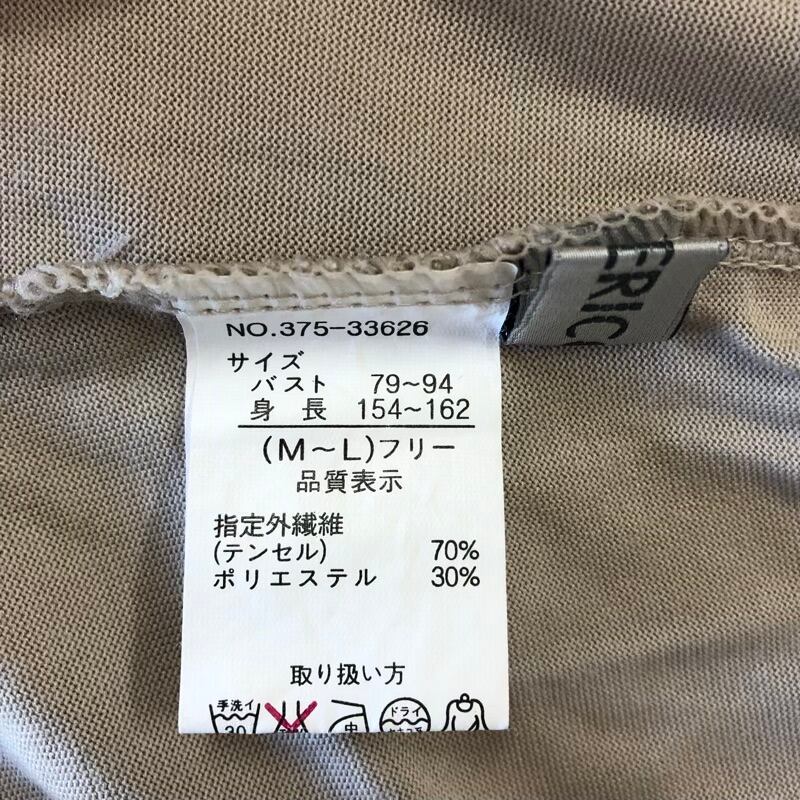 NO.375-33626
サイズ
バスト 79~94
身長 154~162
(M~L)フリー
品質表示
指定外繊維
(テンセル) 70%
ポリエステル 30%
取り扱い方
手洗イ
30
中
ドライ
ERIC